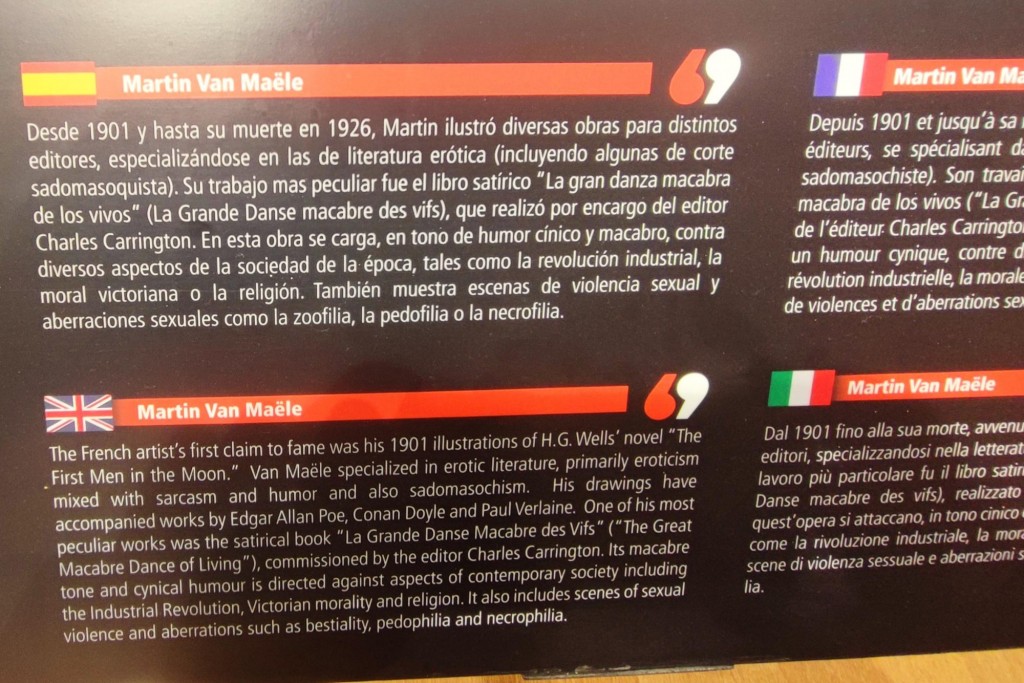 Martin Van Maële
69
Desde 1901 y hasta su muerte en 1926, Martin ilustró diversas obras para distintos
editores, especializándose en las de literatura erótica (incluyendo algunas de corte
sadomasoquista). Su trabajo mas peculiar fue el libro satírico "La gran danza macabra
de los vivos" (La Grande Danse macabre des vifs), que realizó por encargo del editor
Charles Carrington. En esta obra se carga, en tono de humor cínico y macabro, contra
diversos aspectos de la sociedad de la época, tales como la revolución industrial, la
moral victoriana o la religión. También muestra escenas de violencia sexual y
aberraciones sexuales como la zoofilia, la pedofilia o la necrofilia.
Martin Van Ma
Depuis 1901 et jusqu'à sa
éditeurs, se spécialisant
sadomasochiste). Son travai
macabra de los vivos ("La Gr
de l'éditeur Charles Carringto
un humour cynique, contre d
révolution industrielle, la morale
de violences et d'aberrations sex
Martin Van Maële
69
The French artist's first claim to fame was his 1901 illustrations of H.G. Wells' novel "The
First Men in the Moon." Van Maële specialized in erotic literature, primarily eroticism
mixed with sarcasm and humor and also sadomasochism. His drawings have
accompanied works by Edgar Allan Poe, Conan Doyle and Paul Verlaine. One of his most
peculiar works was the satirical book "La Grande Danse Macabre des Vifs" ("The Great
Macabre Dance of Living"), commissioned by the editor Charles Carrington. Its macabre
tone and cynical humour is directed against aspects of contemporary society including
the Industrial Revolution, Victorian morality and religion. It also includes scenes of sexual
violence and aberrations such as bestiality, pedophilia and necrophilia.
Martin Van Maële
Dal 1901 fino alla sua morte, avvenu
editori, specializzandosi nella letterat
lavoro più particolare fu il libro satir
Danse macabre des vifs), realizzato
quest'opera si attaccano, in tono cinico
come la rivoluzione industriale, la mora
scene di violenza sessuale e aberrazioni s
lia.